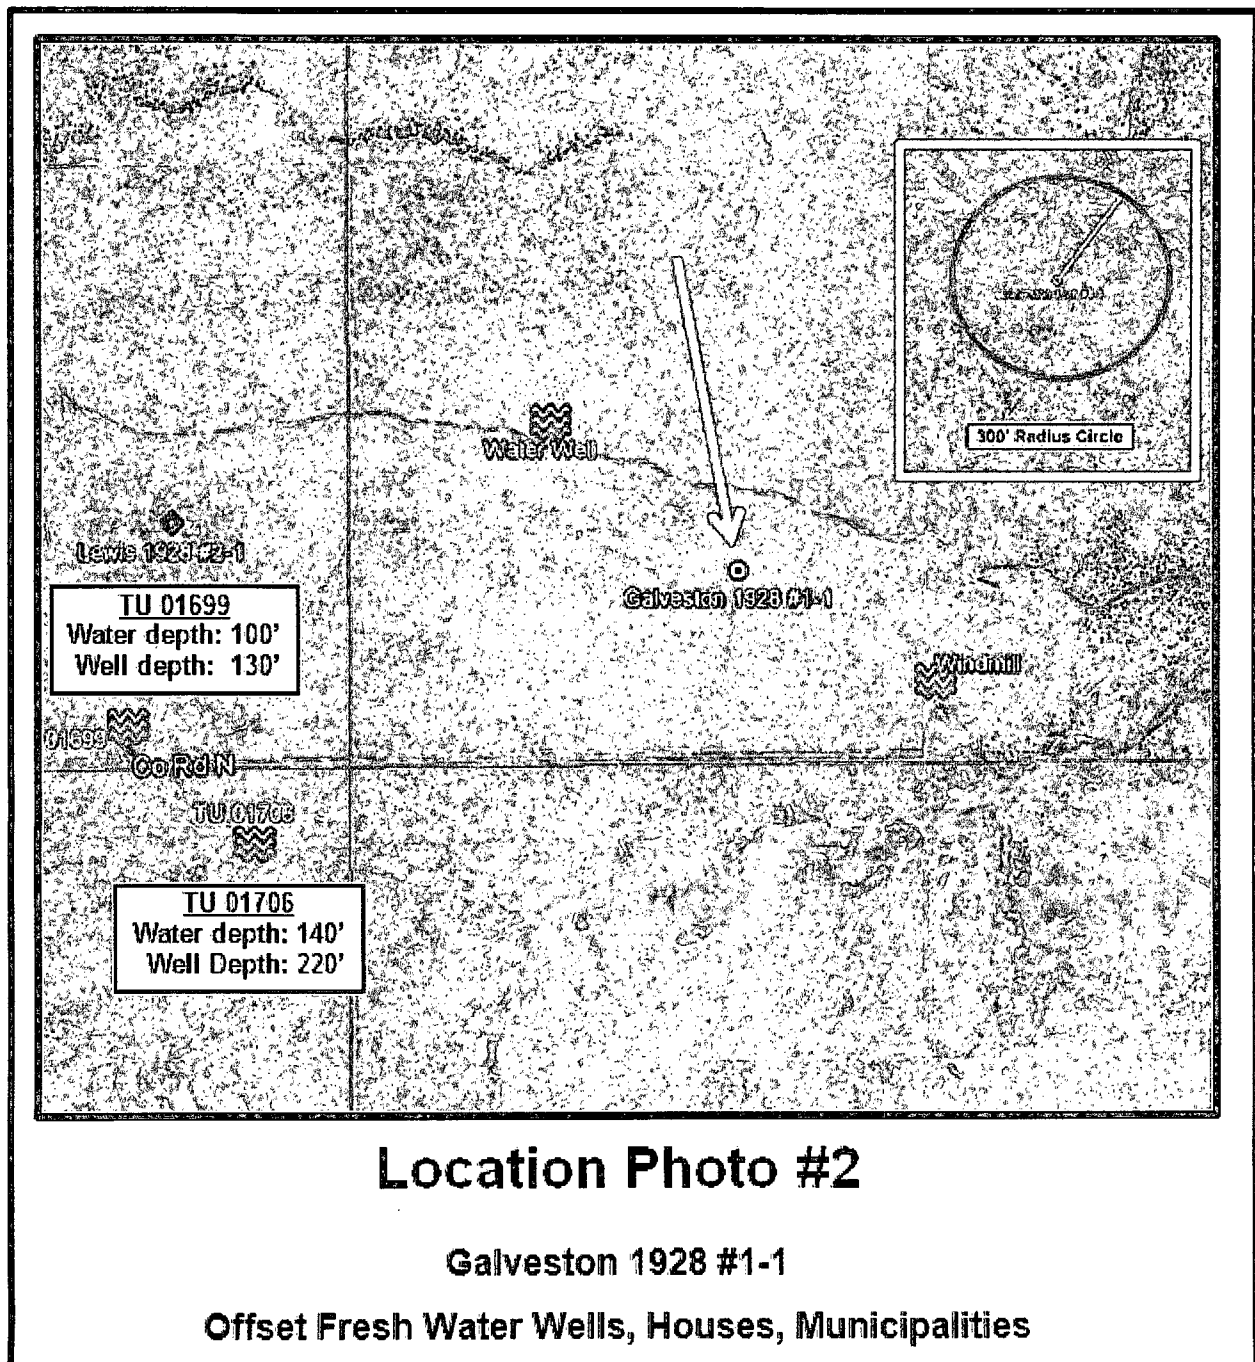 300' Radius Circle
Water Well
Lewis 1928 #2-1
Galveston 1928 #1-1
TU 01699
Water depth: 100'
Well depth: 130'
Windmill
01699
Co Rd N
TU 01706
TU 01706
Water depth: 140'
Well Depth: 220'
Location Photo #2
Galveston 1928 #1-1
Offset Fresh Water Wells, Houses, Municipalities